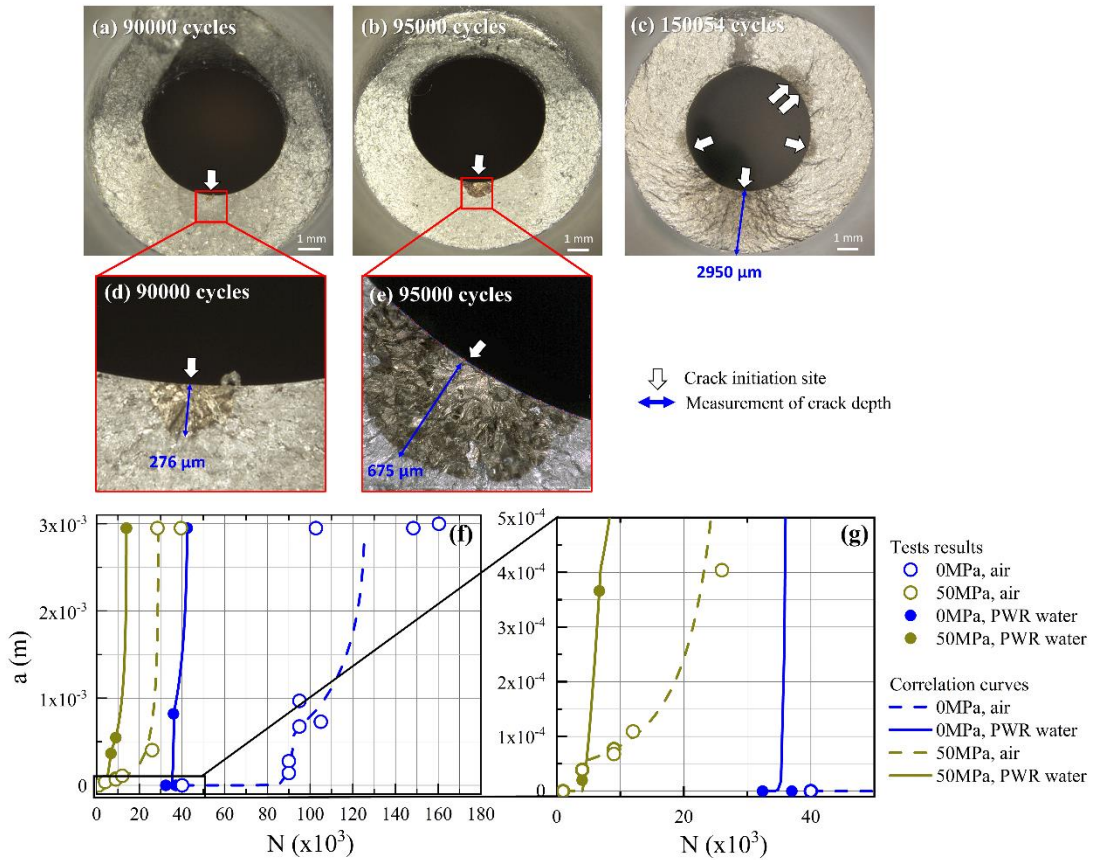 (a) 90000 cycles
(b) 95000 cycles
(c) 150054 cycles
1 mm
1 mm
1 mm
2950 µm
(d) 90000 cycles
(e) 95000 cycles
276 µm
675 µm
Crack initiation site
Measurement of crack depth
3x10⁻³
2x10⁻³
1x10⁻³
0
a (m)
(f)
0 20 40 60 80 100 120 140 160 180
N (x10³)
5x10⁻⁴
4x10⁻⁴
3x10⁻⁴
2x10⁻⁴
1x10⁻⁴
0
(g)
0 20 40
N (x10³)
Tests results
0MPa, air
50MPa, air
0MPa, PWR water
50MPa, PWR water
Correlation curves
0MPa, air
0MPa, PWR water
50MPa, air
50MPa, PWR water